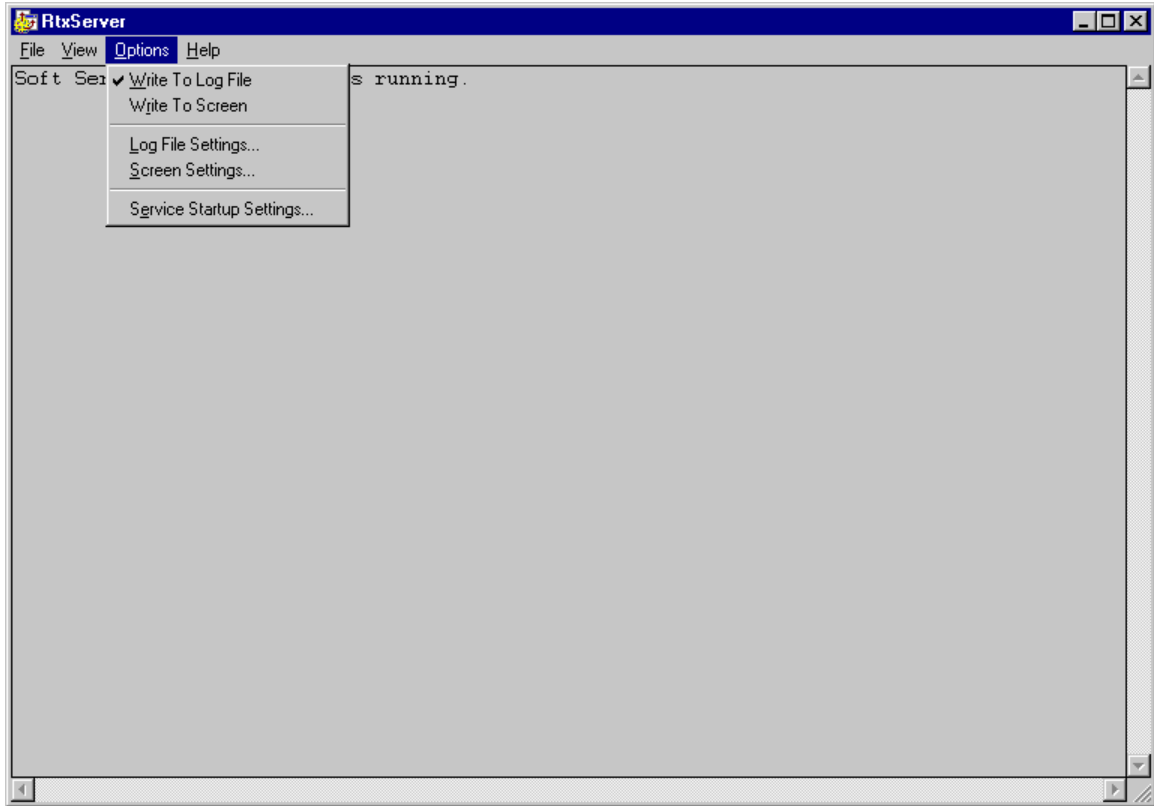 RtxServer
File View Options Help
Soft Ser s running.
Write To Log File
Write To Screen
Log File Settings...
Screen Settings...
Service Startup Settings...